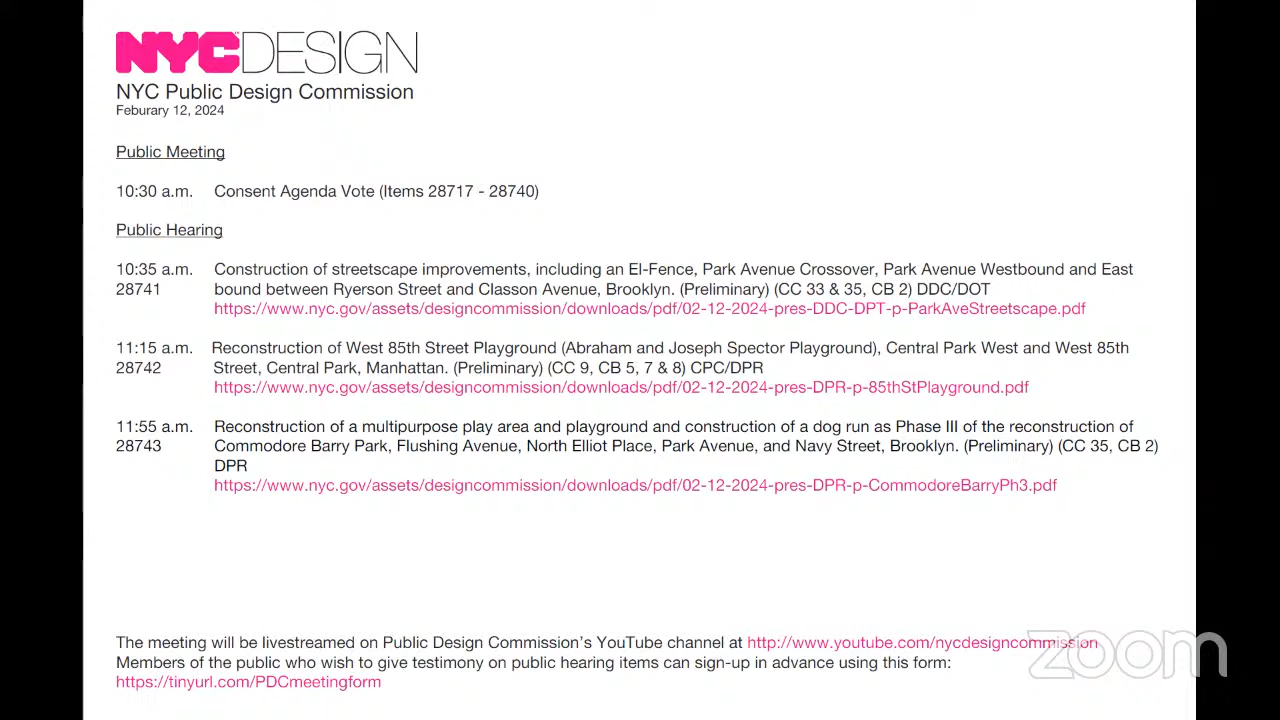 NYCDESIGN
NYC Public Design Commission
Feburary 12, 2024
Public Meeting
10:30 a.m. Consent Agenda Vote (Items 28717 - 28740)
Public Hearing
10:35 a.m. Construction of streetscape improvements, including an El-Fence, Park Avenue Crossover, Park Avenue Westbound and East
28741 bound between Ryerson Street and Classon Avenue, Brooklyn. (Preliminary) (CC 33 & 35, CB 2) DDC/DOT
https://www.nyc.gov/assets/designcommission/downloads/pdf/02-12-2024-pres-DDC-DPT-p-ParkAveStreetscape.pdf
11:15 a.m. Reconstruction of West 85th Street Playground (Abraham and Joseph Spector Playground), Central Park West and West 85th
28742 Street, Central Park, Manhattan. (Preliminary) (CC 9, CB 5, 7 & 8) CPC/DPR
https://www.nyc.gov/assets/designcommission/downloads/pdf/02-12-2024-pres-DPR-p-85thStPlayground.pdf
11:55 a.m. Reconstruction of a multipurpose play area and playground and construction of a dog run as Phase III of the reconstruction of
28743 Commodore Barry Park, Flushing Avenue, North Elliot Place, Park Avenue, and Navy Street, Brooklyn. (Preliminary) (CC 35, CB 2)
DPR
https://www.nyc.gov/assets/designcommission/downloads/pdf/02-12-2024-pres-DPR-p-CommodoreBarryPh3.pdf
The meeting will be livestreamed on Public Design Commission's YouTube channel at http://www.youtube.com/nycdesigncommission
Members of the public who wish to give testimony on public hearing items can sign-up in advance using this form:
https://tinyurl.com/PDCmeetingform
zoom